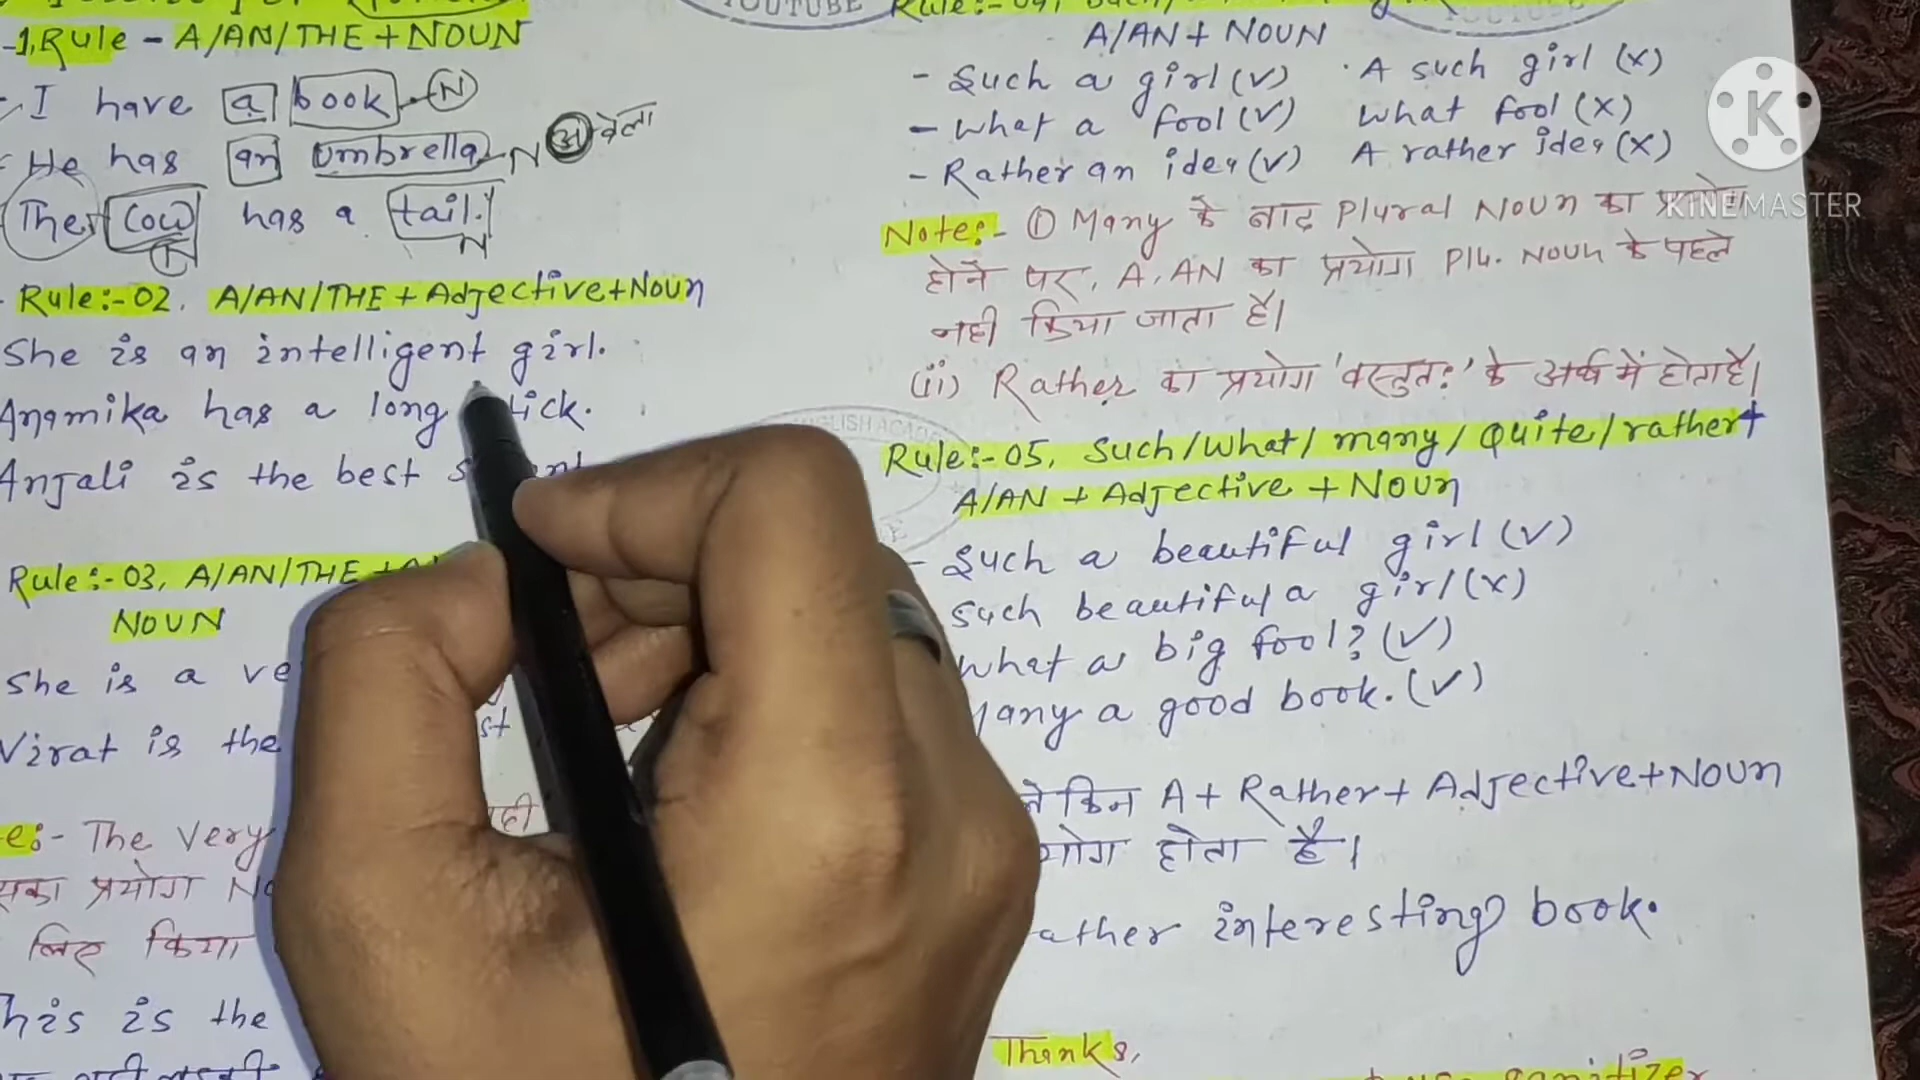 -1, Rule - A/AN/THE + NOUN
I have a book - N
He has an umbrella N अ वेला
The cow has a tail.
N N
Rule:-02. A/AN/THE + Adjective + Noun
She is an intelligent girl.
Anamika has a long
Anjali is the best
Rule:-03, A/AN/THE +
NOUN
She is a
Virat is the
The Very
प्रयोग
लिए किया
is the
YOUTUBE
A/AN + NOUN
- Such a girl (✓) · A such girl (x)
- What a fool (✓) What fool (x)
- Rather an idea (✓) A rather idea (x)
Note:- ① Many के बाद Plural Noun का
होने पर, A, AN का प्रयोग Plu. Noun के पहले
नही किया जाता है।
(ii) Rather का प्रयोग 'वस्तुतः' के अर्थ में होता है।
Rule:-05, Such/What/many/Quite/rather +
A/AN + Adjective + Noun
- Such a beautiful girl (✓)
Such beautiful a girl (x)
What a big fool? (✓)
Many a good book. (✓)
A + Rather + Adjective + Noun
होता है।
interesting book.
Thanks,
K
KINEMASTER